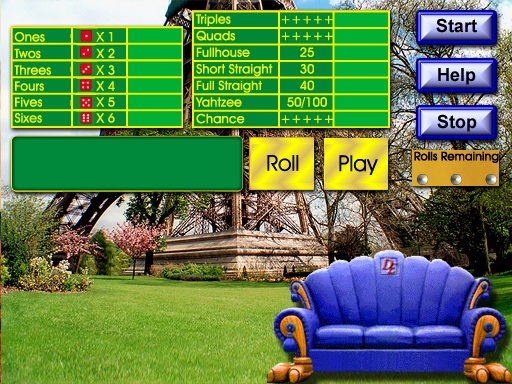 Ones X 1
Twos X 2
Threes X 3
Fours X 4
Fives X 5
Sixes X 6
Triples +++++
Quads +++++
Fullhouse 25
Short Straight 30
Full Straight 40
Yahtzee 50/100
Chance +++++
Start
Help
Stop
Roll
Play
Rolls Remaining